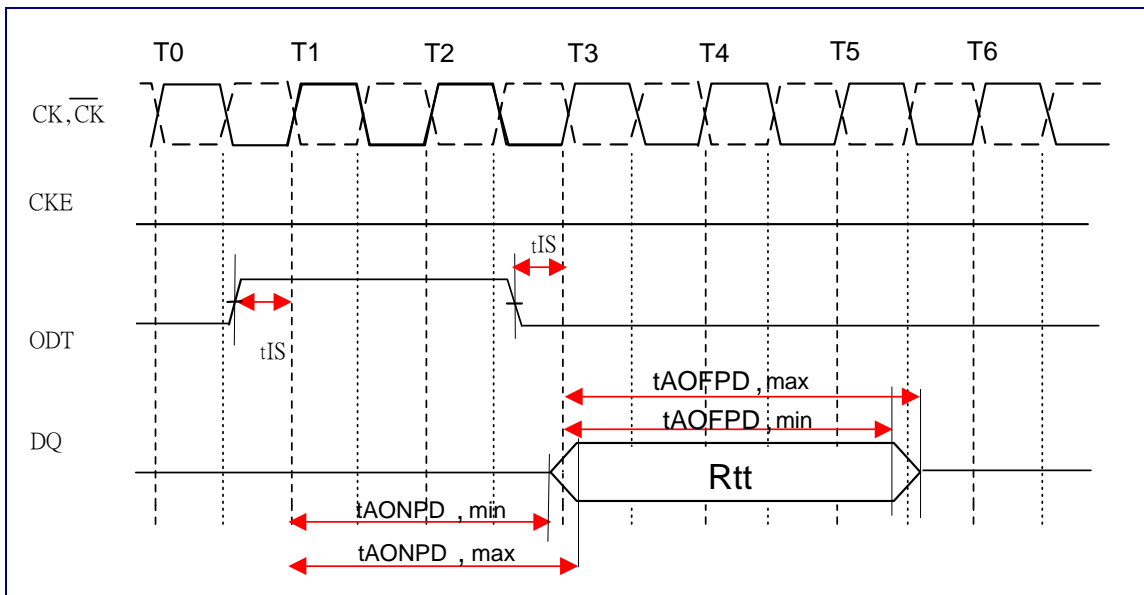 T0 T1 T2 T3 T4 T5 T6
CK, C̅K̅
CKE
tIS
ODT
tIS
tAOFPD , max
tAOFPD , min
DQ
Rtt
tAONPD , min
tAONPD , max